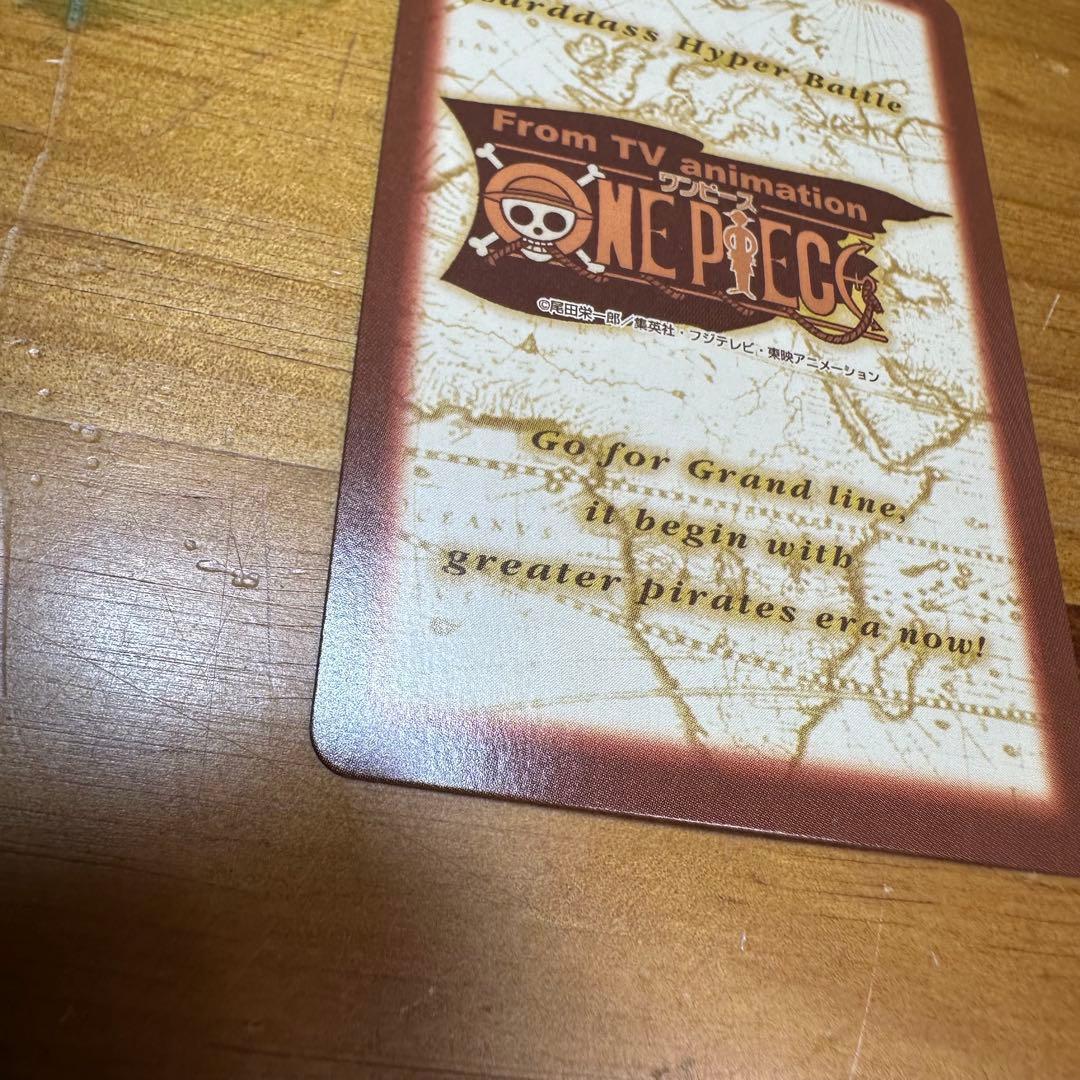 Hyper Battle
From TV animation
ワンピース
ONE PIECE
©尾田栄一郎／集英社・フジテレビ・東映アニメーション
Go for Grand line,
it begin with
greater pirates era now!